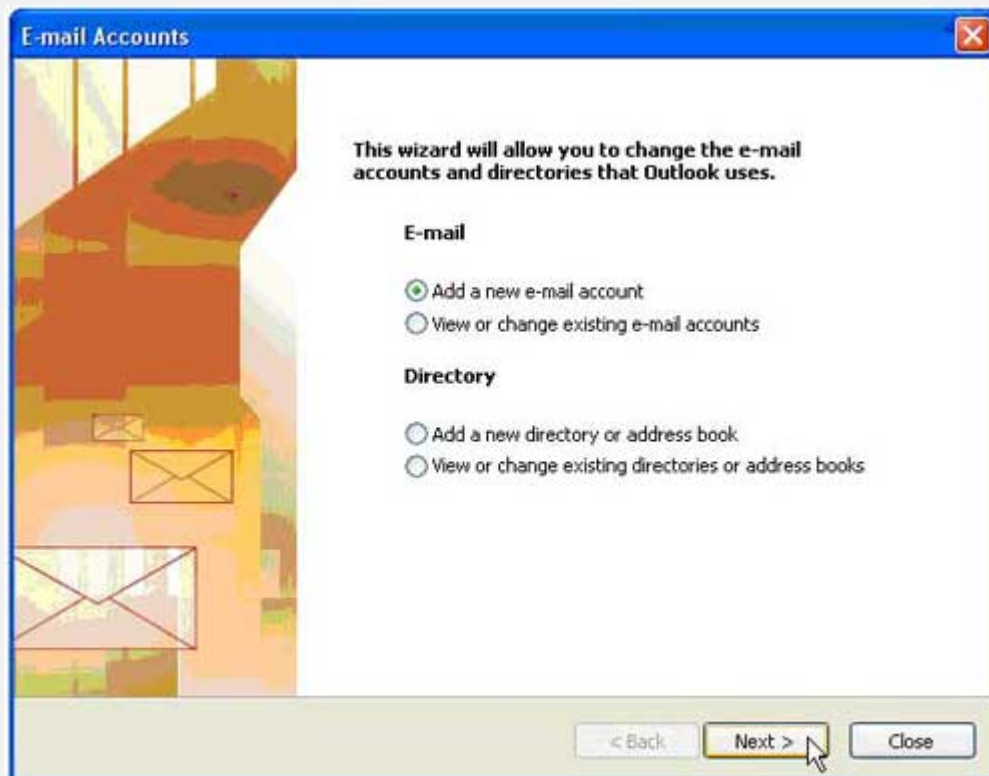 E-mail Accounts
This wizard will allow you to change the e-mail
accounts and directories that Outlook uses.
E-mail
Add a new e-mail account
View or change existing e-mail accounts
Directory
Add a new directory or address book
View or change existing directories or address books
< Back Next > Close